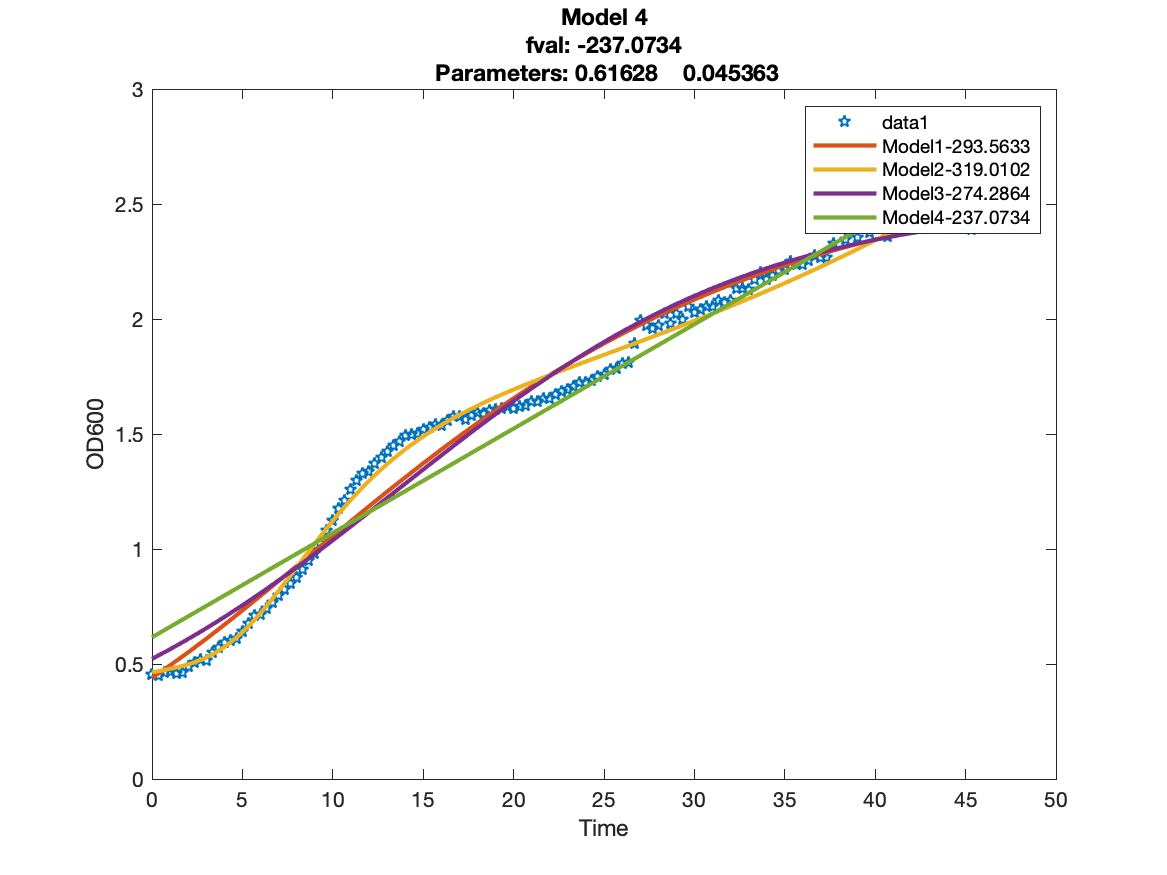 Model 4
fval: -237.0734
Parameters: 0.61628 0.045363
3
2.5
2
1.5
1
0.5
0
OD600
data1
Model1-293.5633
Model2-319.0102
Model3-274.2864
Model4-237.0734
0 5 10 15 20 25 30 35 40 45 50
Time